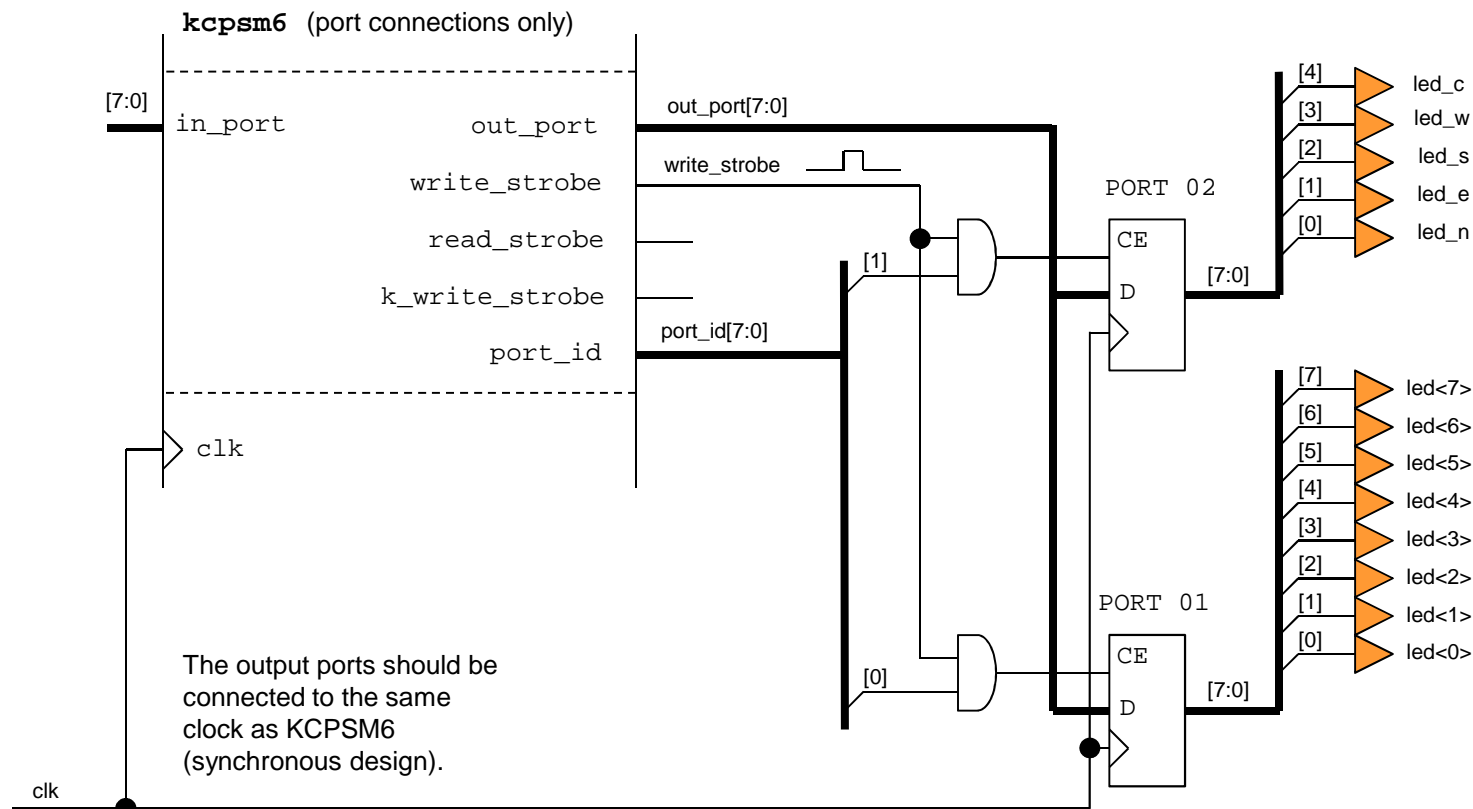 kcpsm6 (port connections only)
[7:0]
in_port
out_port
write_strobe
read_strobe
k_write_strobe
port_id
clk
out_port[7:0]
write_strobe
port_id[7:0]
[1]
[0]
PORT 02
CE
D
[7:0]
[4] led_c
[3] led_w
[2] led_s
[1] led_e
[0] led_n
PORT 01
CE
D
[7:0]
[7] led<7>
[6] led<6>
[5] led<5>
[4] led<4>
[3] led<3>
[2] led<2>
[1] led<1>
[0] led<0>
The output ports should be
connected to the same
clock as KCPSM6
(synchronous design).
clk